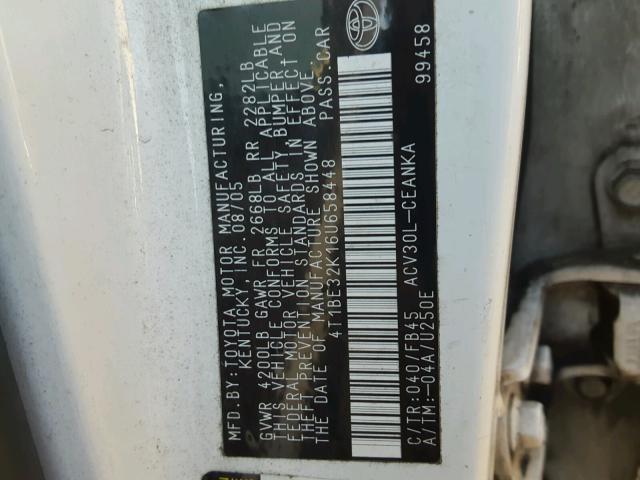 MFD.BY:TOYOTA MOTOR MANUFACTURING,
KENTUCKY, INC. 08/05
GVWR 4200LB GAWR FR 2668LB RR 2282LB
THIS VEHICLE CONFORMS TO ALL APPLICABLE
FEDERAL MOTOR VEHICLE SAFETY, BUMPER AND
THEFT PREVENTION STANDARDS IN EFFECT ON
THE DATE OF MANUFACTURE SHOWN ABOVE.
4T1BE32K16U658448 PASS.CAR
C/TR:040/FB45 ACV30L-CEANKA
A/TM:-04A/U250E 99458